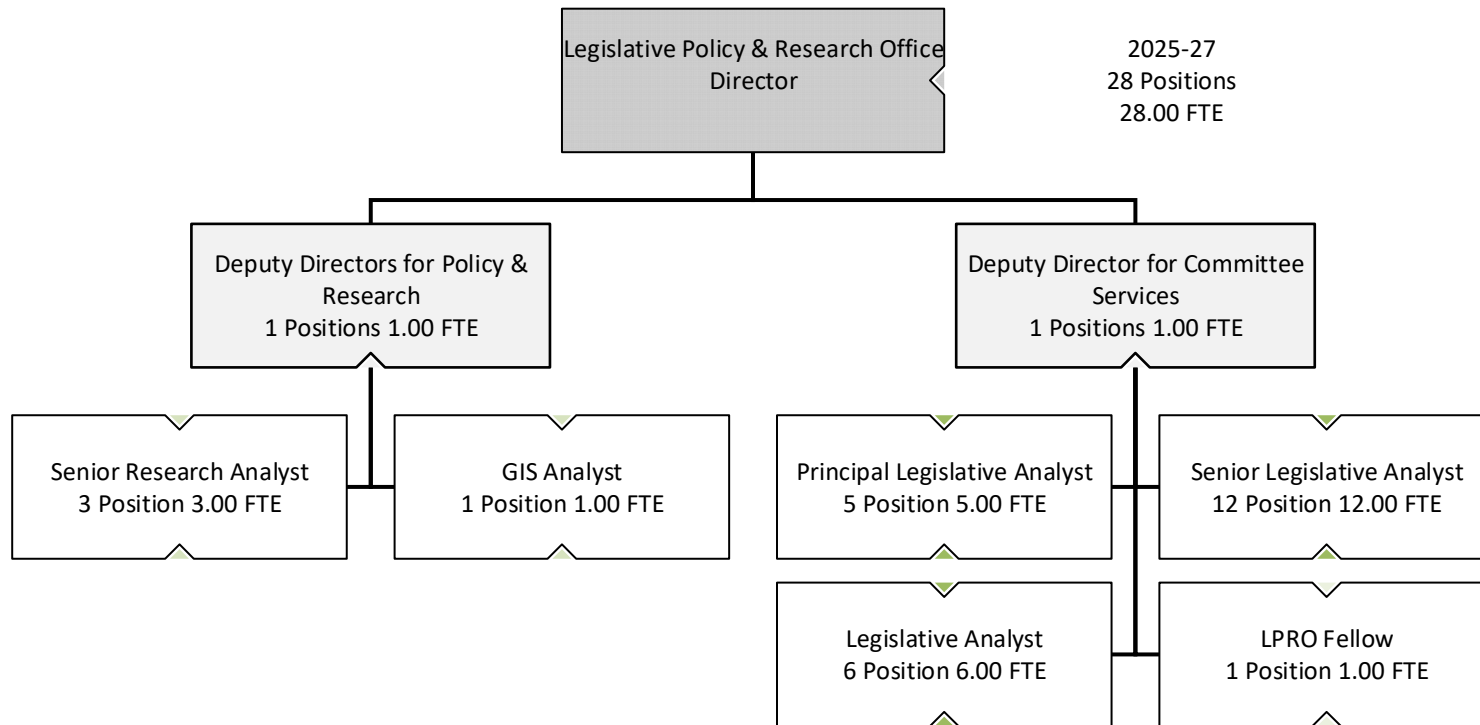 Legislative Policy & Research Office
Director
2025-27
28 Positions
28.00 FTE
Deputy Directors for Policy &
Research
1 Positions 1.00 FTE
Deputy Director for Committee
Services
1 Positions 1.00 FTE
Senior Research Analyst
3 Position 3.00 FTE
GIS Analyst
1 Position 1.00 FTE
Principal Legislative Analyst
5 Position 5.00 FTE
Senior Legislative Analyst
12 Position 12.00 FTE
Legislative Analyst
6 Position 6.00 FTE
LPRO Fellow
1 Position 1.00 FTE